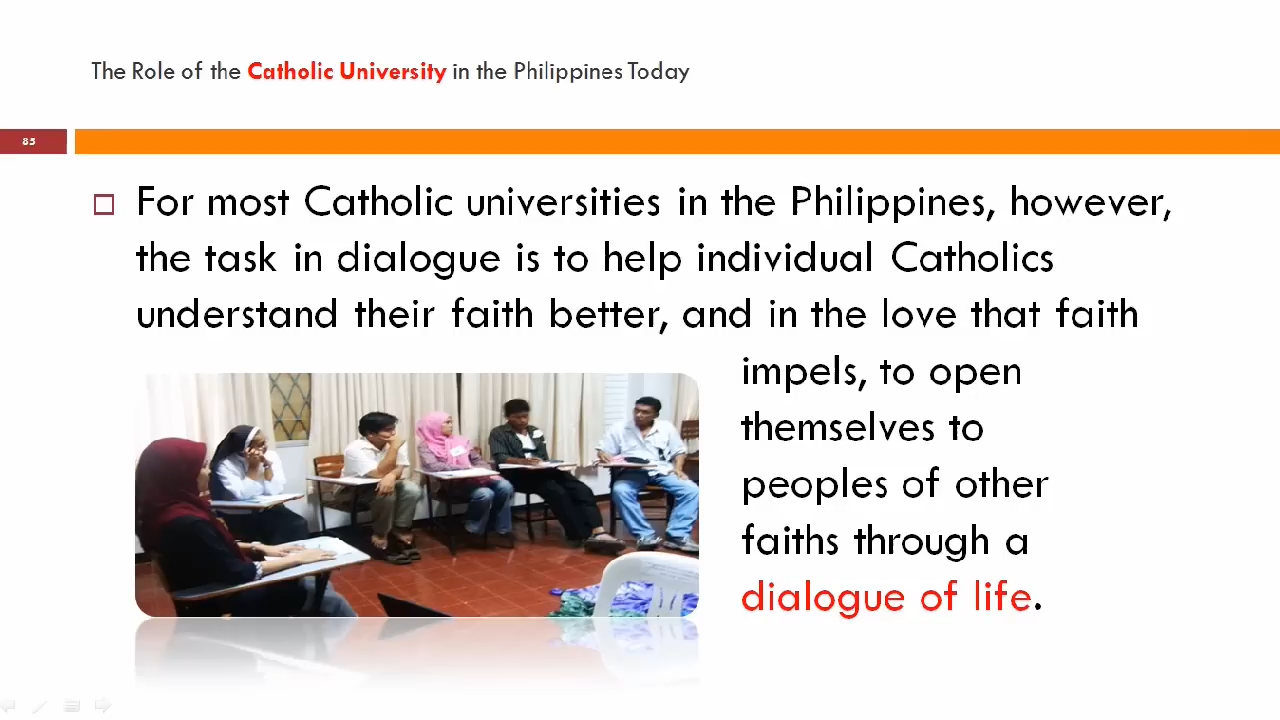 The Role of the Catholic University in the Philippines Today
85
For most Catholic universities in the Philippines, however,
the task in dialogue is to help individual Catholics
understand their faith better, and in the love that faith
impels, to open
themselves to
peoples of other
faiths through a
dialogue of life.